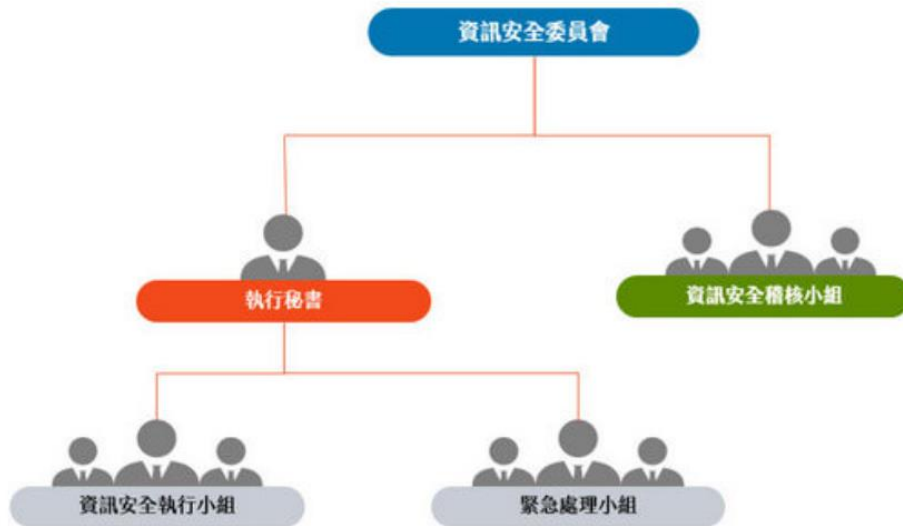 資訊安全委員會
執行秘書
資訊安全稽核小組
資訊安全執行小組
緊急處理小組